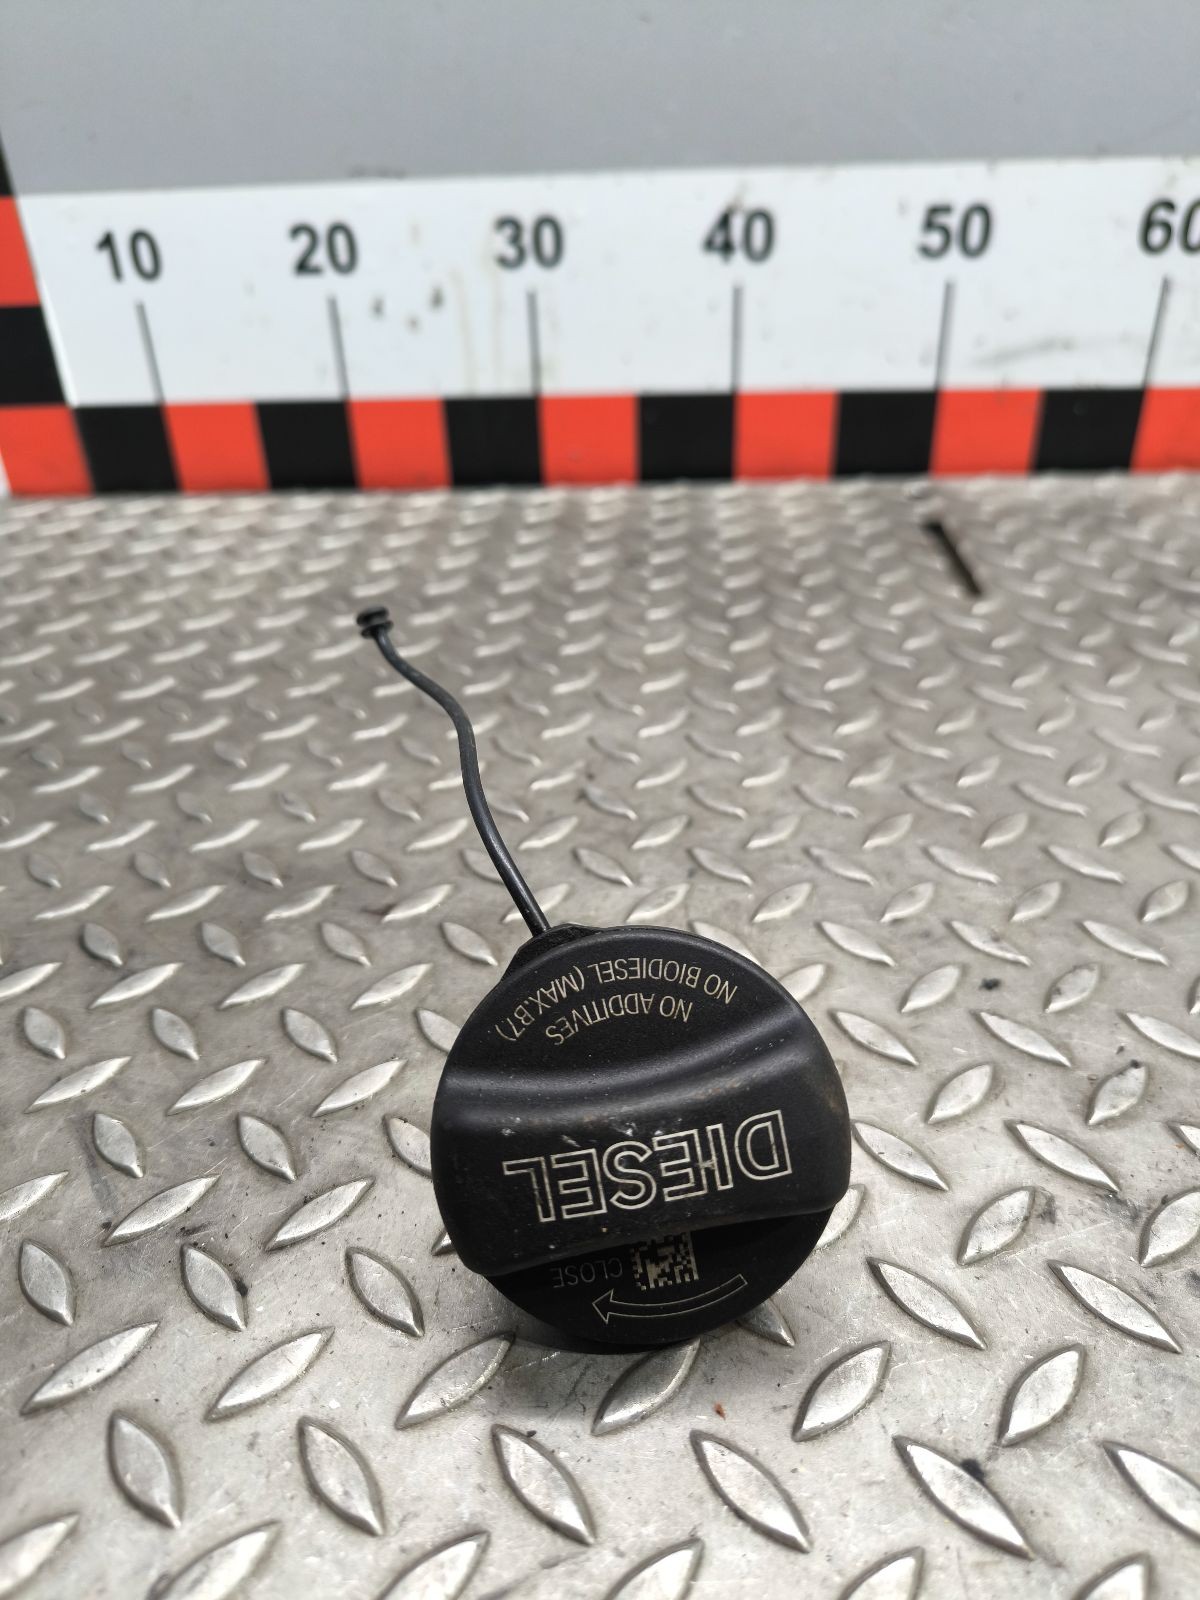 10 20 30 40 50 60
NO ADDITIVES
NO BIODIESEL (MAX.B7)
DIESEL
CLOSE